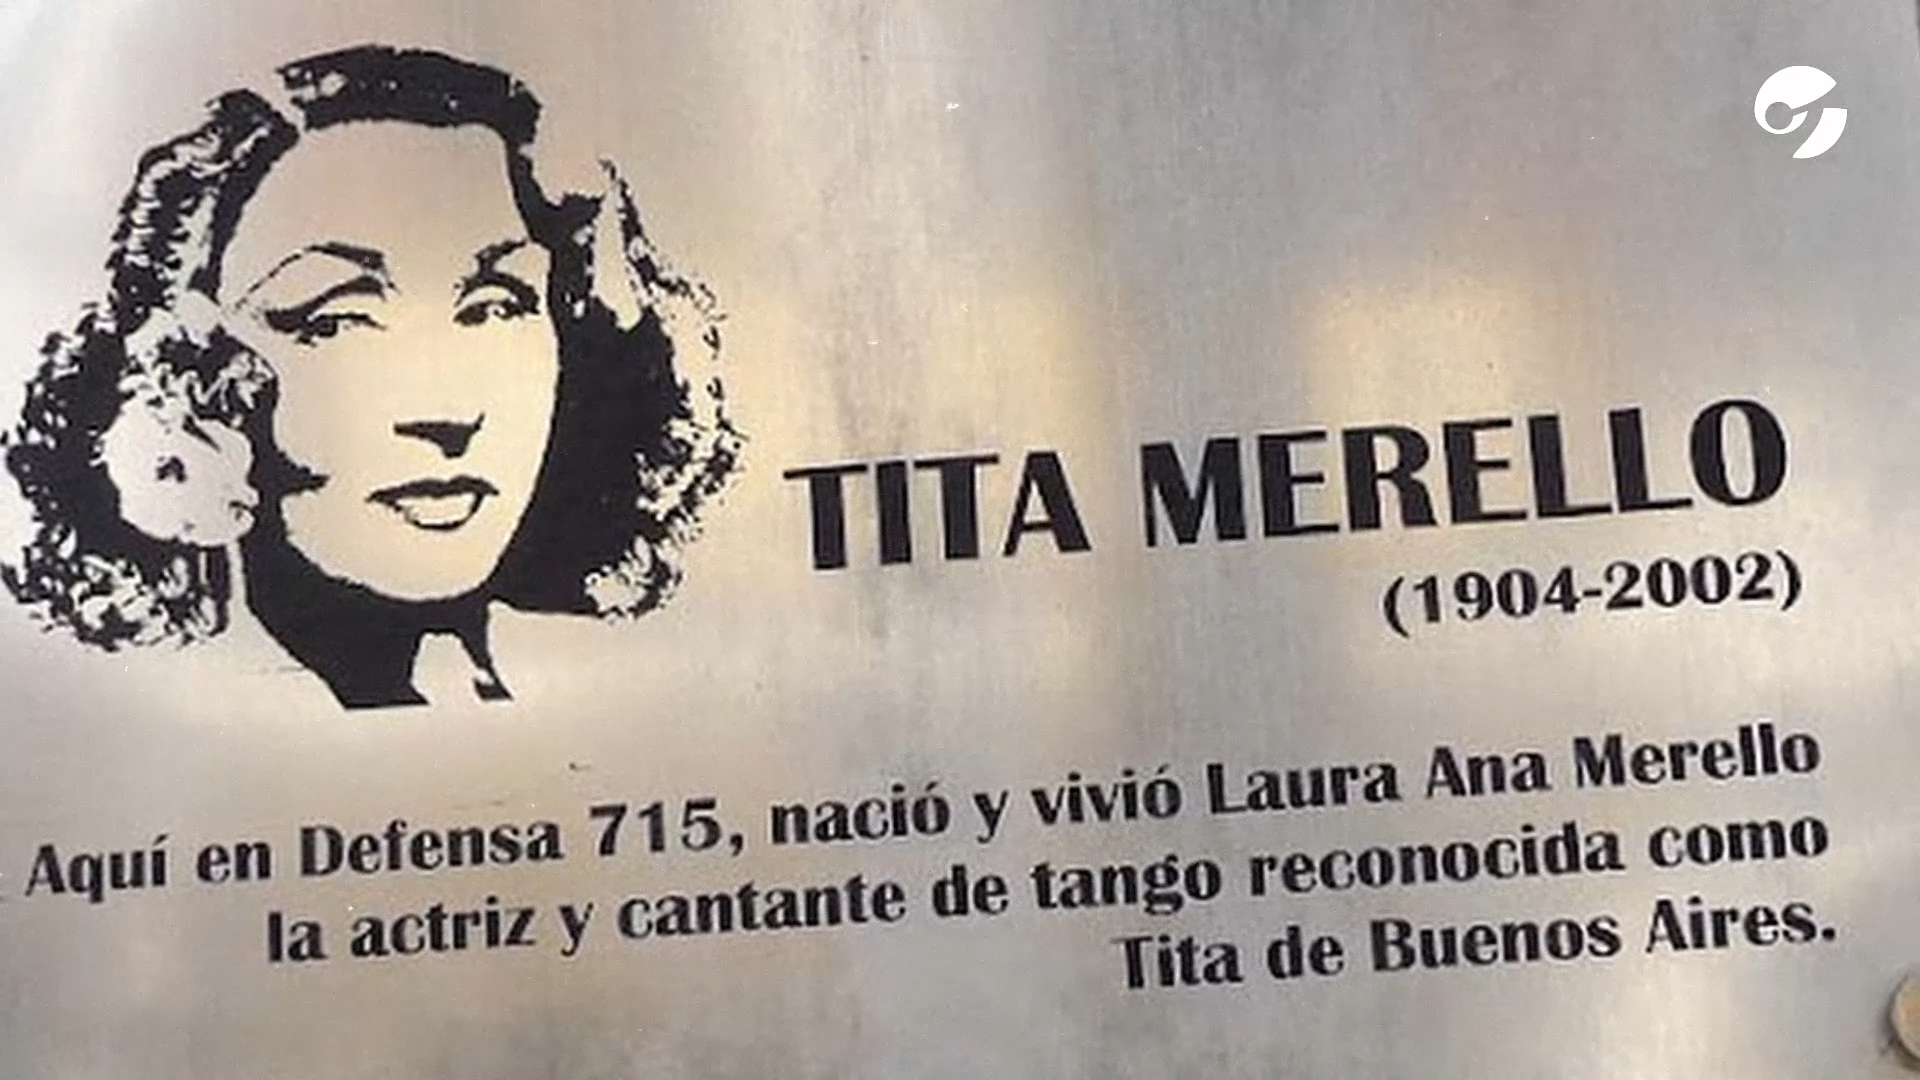 TITA MERELLO
(1904-2002)
Aquí en Defensa 715, nació y vivió Laura Ana Merello
la actriz y cantante de tango reconocida como
Tita de Buenos Aires.